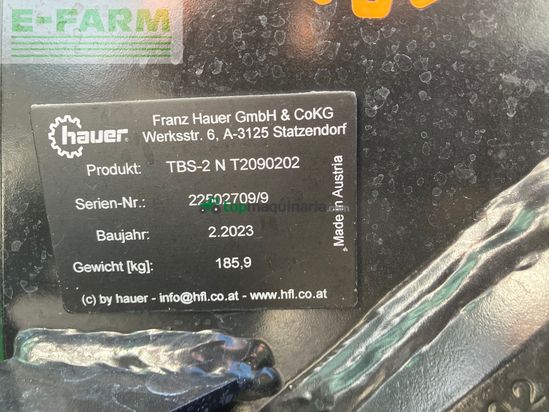 E-FARM
hauer
Franz Hauer GmbH & CoKG
Werksstr. 6, A-3125 Statzendorf
Produkt: TBS-2 N T2090202
Serien-Nr.: 22502709/9
topmaquinaria.com
Baujahr: 2.2023
Gewicht [kg]: 185,9
(c) by hauer - info@hfl.co.at - www.hfl.co.at
„Made in Austria